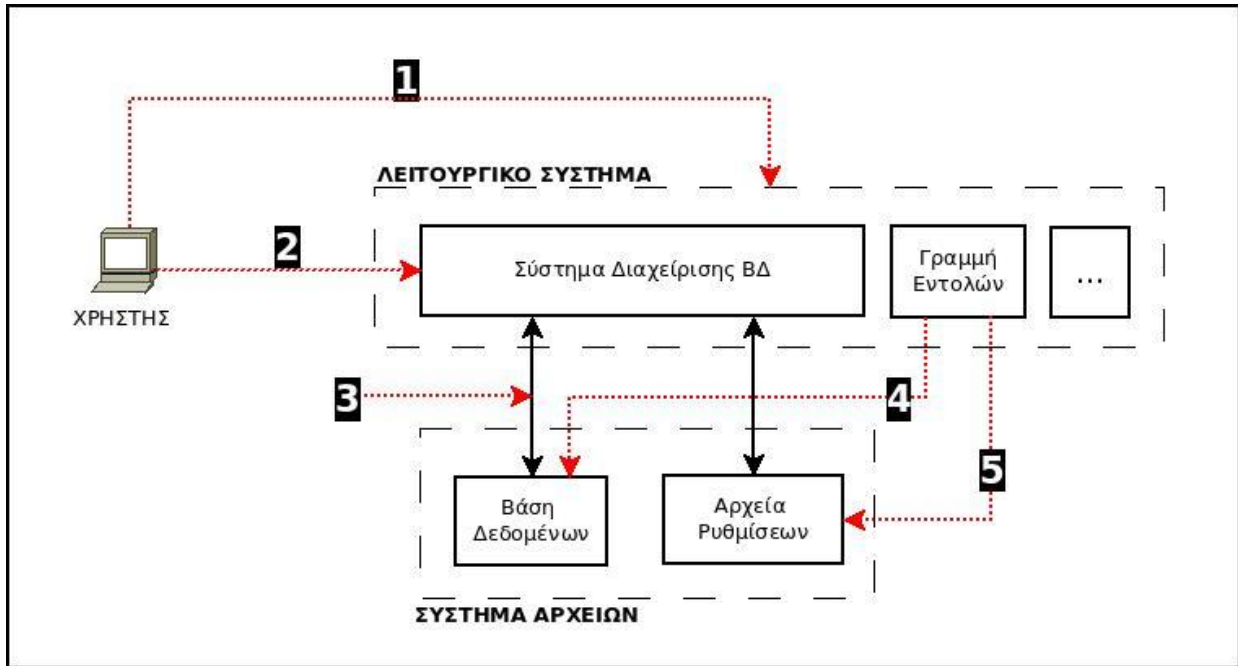 1
ΛΕΙΤΟΥΡΓΙΚΟ ΣΥΣΤΗΜΑ
2
Σύστημα Διαχείρισης ΒΔ
Γραμμή
Εντολών
...
ΧΡΗΣΤΗΣ
3
4
5
Βάση
Δεδομένων
Αρχεία
Ρυθμίσεων
ΣΥΣΤΗΜΑ ΑΡΧΕΙΩΝ